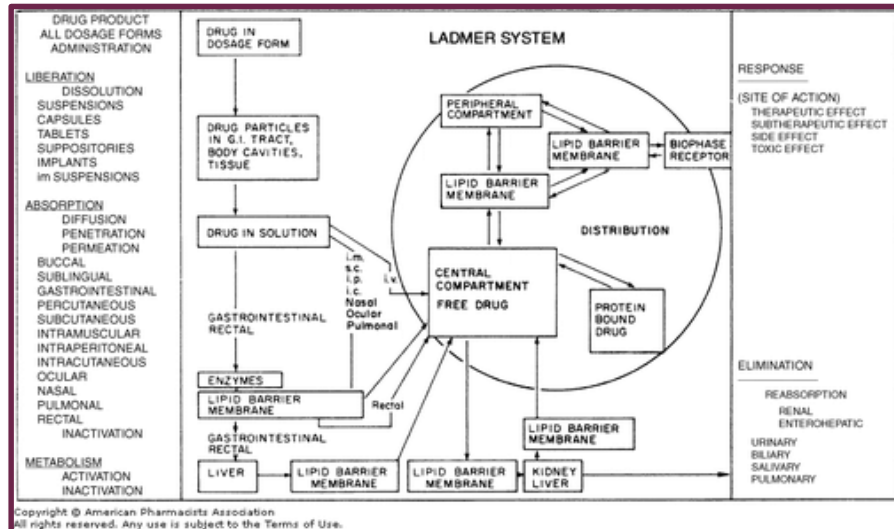 DRUG PRODUCT
ALL DOSAGE FORMS
ADMINISTRATION
LIBERATION
DISSOLUTION
SUSPENSIONS
CAPSULES
TABLETS
SUPPOSITORIES
IMPLANTS
im SUSPENSIONS
ABSORPTION
DIFFUSION
PENETRATION
PERMEATION
BUCCAL
SUBLINGUAL
GASTROINTESTINAL
PERCUTANEOUS
SUBCUTANEOUS
INTRAMUSCULAR
INTRAPERITONEAL
INTRACUTANEOUS
OCULAR
NASAL
PULMONAL
RECTAL
INACTIVATION
METABOLISM
ACTIVATION
INACTIVATION
LADMER SYSTEM
DRUG IN
DOSAGE FORM
DRUG PARTICLES
IN G.I. TRACT,
BODY CAVITIES,
TISSUE
DRUG IN SOLUTION
i.m.
s.c.
i.p.
i.c.
Nasal
Ocular
Pulmonal
i.v.
GASTROINTESTINAL
RECTAL
ENZYMES
LIPID BARRIER
MEMBRANE
Rectal
GASTROINTESTINAL
RECTAL
LIVER
LIPID BARRIER
MEMBRANE
LIPID BARRIER
MEMBRANE
KIDNEY
LIVER
LIPID BARRIER
MEMBRANE
PERIPHERAL
COMPARTMENT
LIPID BARRIER
MEMBRANE
BIOPHASE
RECEPTOR
LIPID BARRIER
MEMBRANE
DISTRIBUTION
CENTRAL
COMPARTMENT
FREE DRUG
PROTEIN
BOUND
DRUG
RESPONSE
(SITE OF ACTION)
THERAPEUTIC EFFECT
SUBTHERAPEUTIC EFFECT
SIDE EFFECT
TOXIC EFFECT
ELIMINATION
REABSORPTION
RENAL
ENTEROHEPATIC
URINARY
BILIARY
SALIVARY
PULMONARY
Copyright © American Pharmacists Association
All rights reserved. Any use is subject to the Terms of Use.